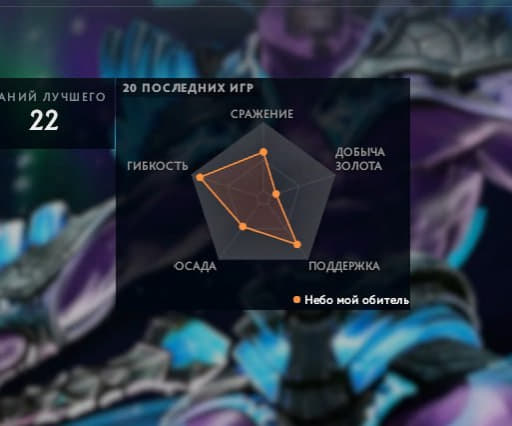 20 ПОСЛЕДНИХ ИГР
АНИЙ ЛУЧШЕГО
22
СРАЖЕНИЕ
ГИБКОСТЬ
ДОБЫЧА
ЗОЛОТА
ОСАДА
ПОДДЕРЖКА
Небо мой обитель